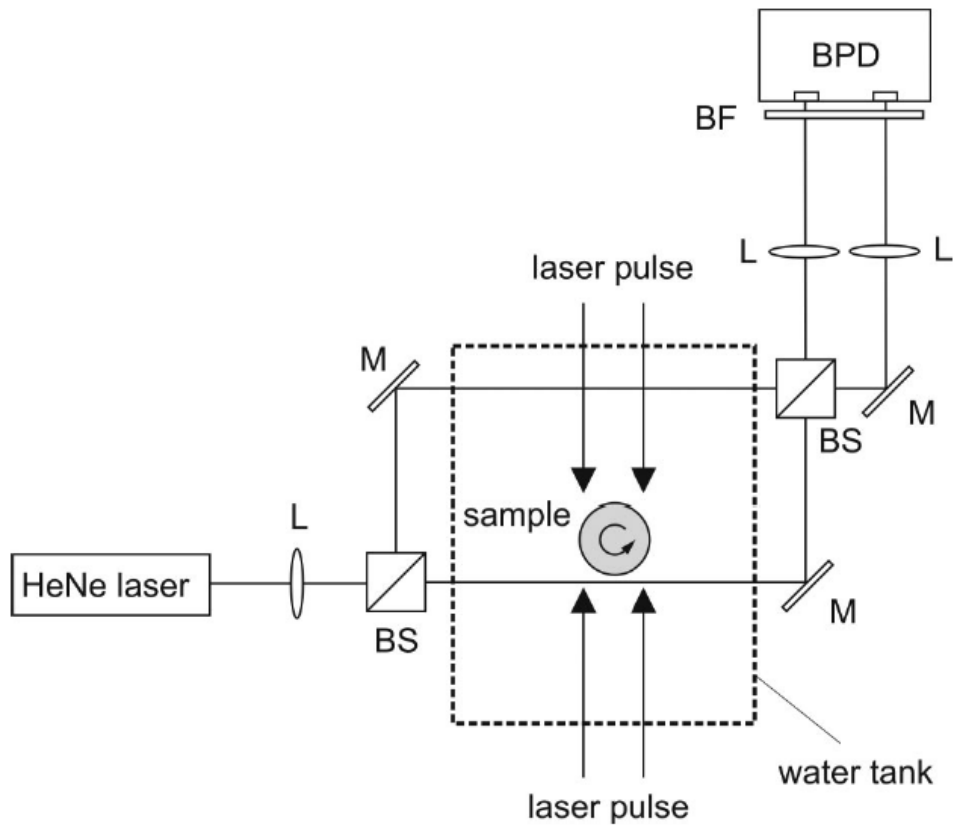 BPD
BF
L
L
laser pulse
M
M
BS
sample
L
HeNe laser
BS
M
water tank
laser pulse